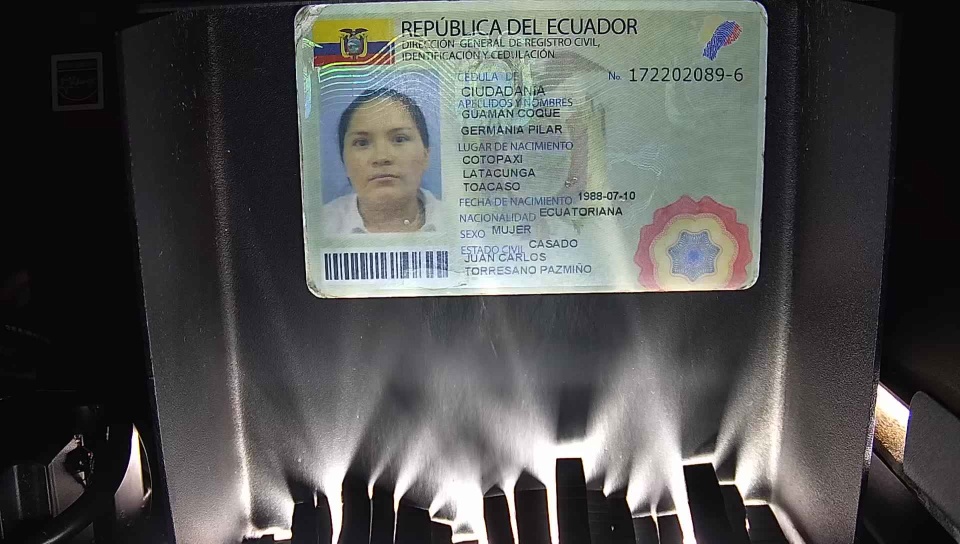 REPÚBLICA DEL ECUADOR
DIRECCIÓN GENERAL DE REGISTRO CIVIL,
IDENTIFICACIÓN Y CEDULACIÓN
CÉDULA DE No. 172202089-6
CIUDADANÍA
APELLIDOS Y NOMBRES
GUAMAN COQUE
GERMANIA PILAR
LUGAR DE NACIMIENTO
COTOPAXI
LATACUNGA
TOACASO
FECHA DE NACIMIENTO 1988-07-10
NACIONALIDAD ECUATORIANA
SEXO MUJER
ESTADO CIVIL CASADO
JUAN CARLOS
TORRESANO PAZMIÑO